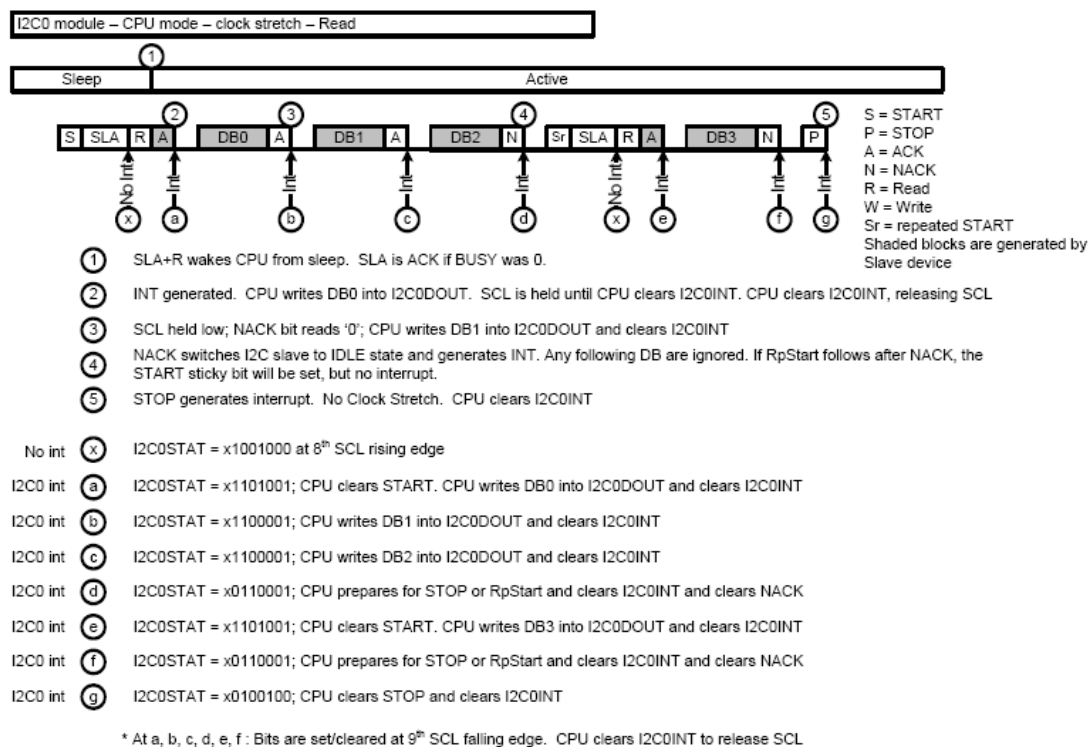 I2C0 module – CPU mode – clock stretch – Read
1
Sleep Active
2 3 4 5
S SLA R A DB0 A DB1 A DB2 N Sr SLA R A DB3 N P
No Int Int Int Int Int No Int Int Int Int
x a b c d x e f g
S = START
P = STOP
A = ACK
N = NACK
R = Read
W = Write
Sr = repeated START
Shaded blocks are generated by
Slave device
1 SLA+R wakes CPU from sleep. SLA is ACK if BUSY was 0.
2 INT generated. CPU writes DB0 into I2C0DOUT. SCL is held until CPU clears I2C0INT. CPU clears I2C0INT, releasing SCL
3 SCL held low; NACK bit reads ‘0’; CPU writes DB1 into I2C0DOUT and clears I2C0INT
4 NACK switches I2C slave to IDLE state and generates INT. Any following DB are ignored. If RpStart follows after NACK, the
START sticky bit will be set, but no interrupt.
5 STOP generates interrupt. No Clock Stretch. CPU clears I2C0INT
No int x I2C0STAT = x1001000 at 8th SCL rising edge
I2C0 int a I2C0STAT = x1101001; CPU clears START. CPU writes DB0 into I2C0DOUT and clears I2C0INT
I2C0 int b I2C0STAT = x1100001; CPU writes DB1 into I2C0DOUT and clears I2C0INT
I2C0 int c I2C0STAT = x1100001; CPU writes DB2 into I2C0DOUT and clears I2C0INT
I2C0 int d I2C0STAT = x0110001; CPU prepares for STOP or RpStart and clears I2C0INT and clears NACK
I2C0 int e I2C0STAT = x1101001; CPU clears START. CPU writes DB3 into I2C0DOUT and clears I2C0INT
I2C0 int f I2C0STAT = x0110001; CPU prepares for STOP or RpStart and clears I2C0INT and clears NACK
I2C0 int g I2C0STAT = x0100100; CPU clears STOP and clears I2C0INT
* At a, b, c, d, e, f : Bits are set/cleared at 9th SCL falling edge. CPU clears I2C0INT to release SCL